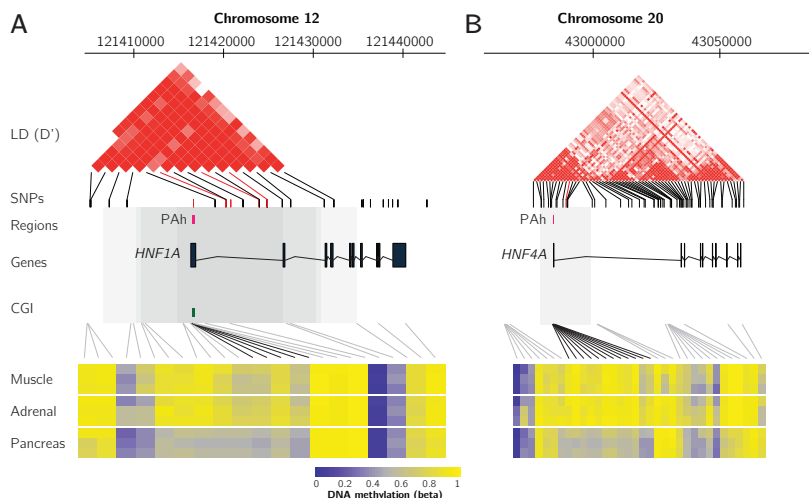 A
Chromosome 12
121410000 121420000 121430000 121440000
LD (D')
SNPs
Regions
PAh
Genes
HNF1A
CGI
Muscle
Adrenal
Pancreas
0 0.2 0.4 0.6 0.8 1
DNA methylation (beta)
B
Chromosome 20
43000000 43050000
PAh
HNF4A